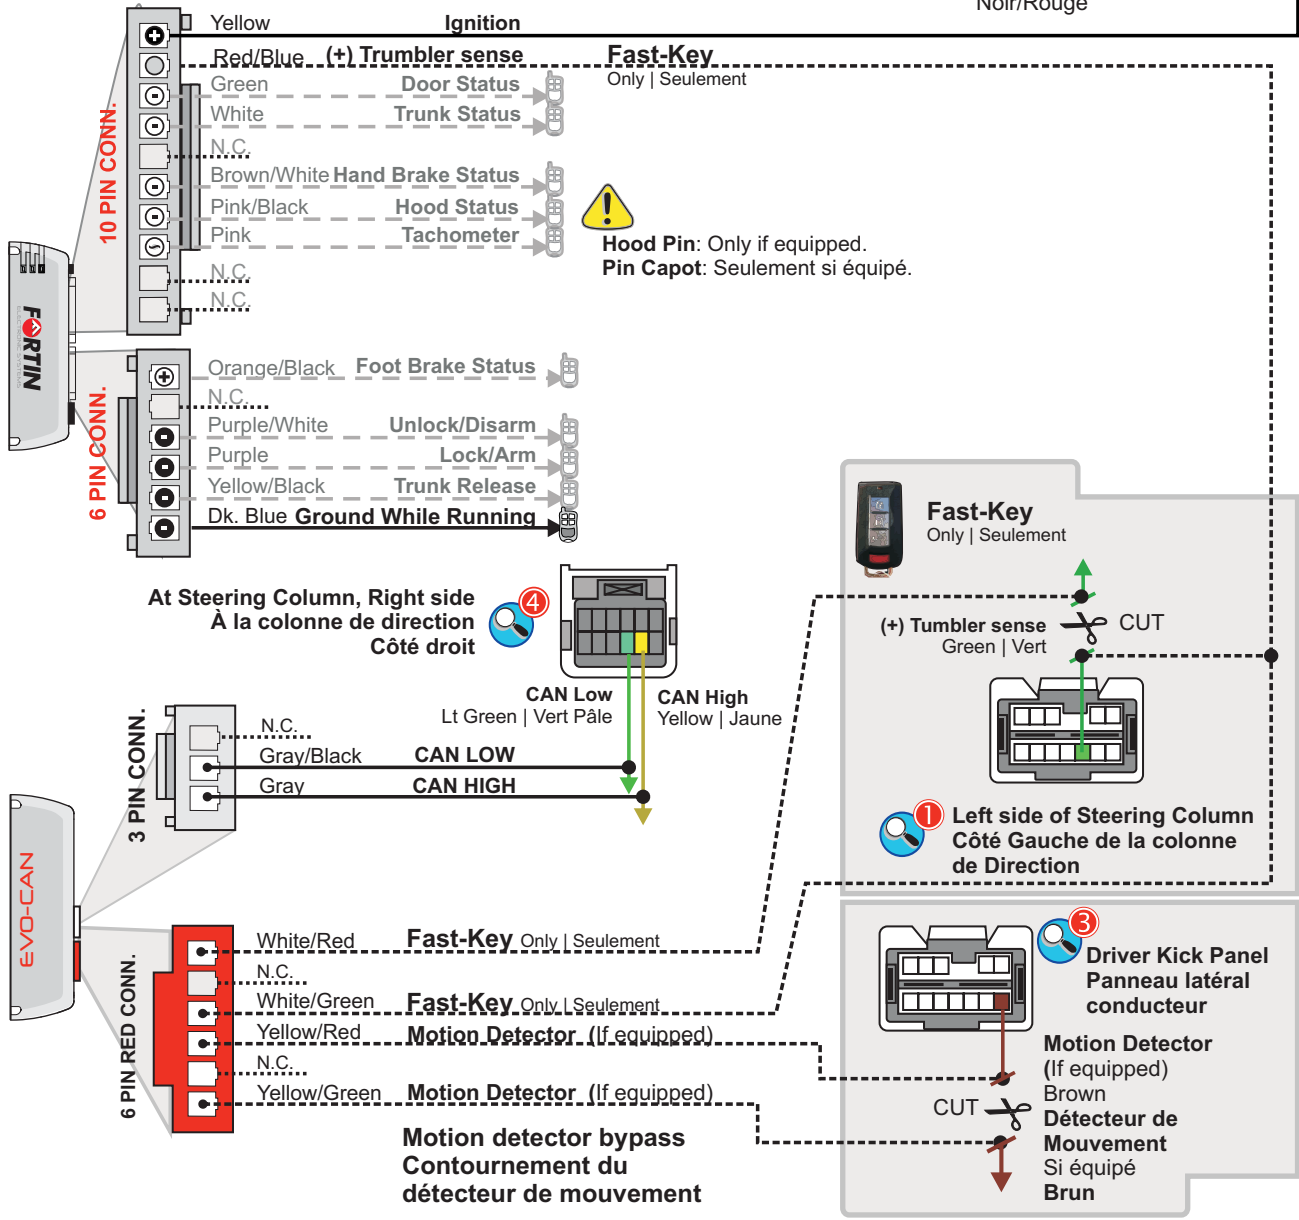 Noir/Rouge
Yellow Ignition
Red/Blue (+) Trumbler sense
Fast-Key
Only | Seulement
Green Door Status
White Trunk Status
N.C.
Brown/White Hand Brake Status
Pink/Black Hood Status
Pink Tachometer
N.C.
N.C.
10 PIN CONN.
Hood Pin: Only if equipped.
Pin Capot: Seulement si équipé.
FORTIN
ELECTRONIC SYSTEMS
6 PIN CONN.
Orange/Black Foot Brake Status
N.C.
Purple/White Unlock/Disarm
Purple Lock/Arm
Yellow/Black Trunk Release
Dk. Blue Ground While Running
Fast-Key
Only | Seulement
At Steering Column, Right side
À la colonne de direction
Côté droit
4
(+) Tumbler sense
Green | Vert
CUT
CAN Low
Lt Green | Vert Pâle
CAN High
Yellow | Jaune
3 PIN CONN.
N.C.
Gray/Black CAN LOW
Gray CAN HIGH
1
Left side of Steering Column
Côté Gauche de la colonne
de Direction
EVO-CAN
6 PIN RED CONN.
White/Red Fast-Key Only | Seulement
N.C.
White/Green Fast-Key Only | Seulement
Yellow/Red Motion Detector (If equipped)
N.C.
Yellow/Green Motion Detector (If equipped)
Motion detector bypass
Contournement du
détecteur de mouvement
3
Driver Kick Panel
Panneau latéral
conducteur
Motion Detector
(If equipped)
Brown
CUT
Détecteur de
Mouvement
Si équipé
Brun